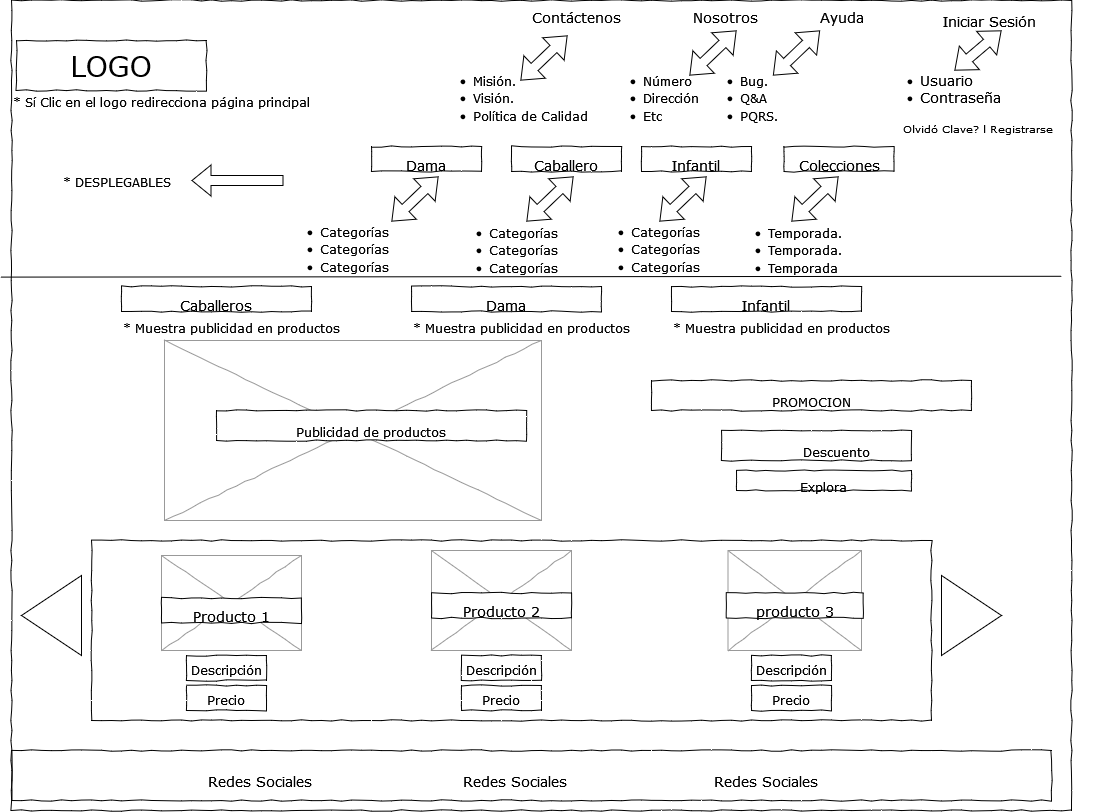 Contáctenos
Nosotros
Ayuda
Iniciar Sesión
LOGO
* Sí Clic en el logo redirecciona página principal
• Misión.
• Visión.
• Política de Calidad
• Número
• Dirección
• Etc
• Bug.
• Q&A
• PQRS.
• Usuario
• Contraseña
Olvidó Clave? l Registrarse
Dama
Caballero
Infantil
Colecciones
* DESPLEGABLES
• Categorías
• Categorías
• Categorías
• Categorías
• Categorías
• Categorías
• Categorías
• Categorías
• Categorías
• Temporada.
• Temporada.
• Temporada
Caballeros
Dama
Infantil
* Muestra publicidad en productos
* Muestra publicidad en productos
* Muestra publicidad en productos
Publicidad de productos
PROMOCION
Descuento
Explora
Producto 1
Producto 2
producto 3
Descripción
Descripción
Descripción
Precio
Precio
Precio
Redes Sociales
Redes Sociales
Redes Sociales